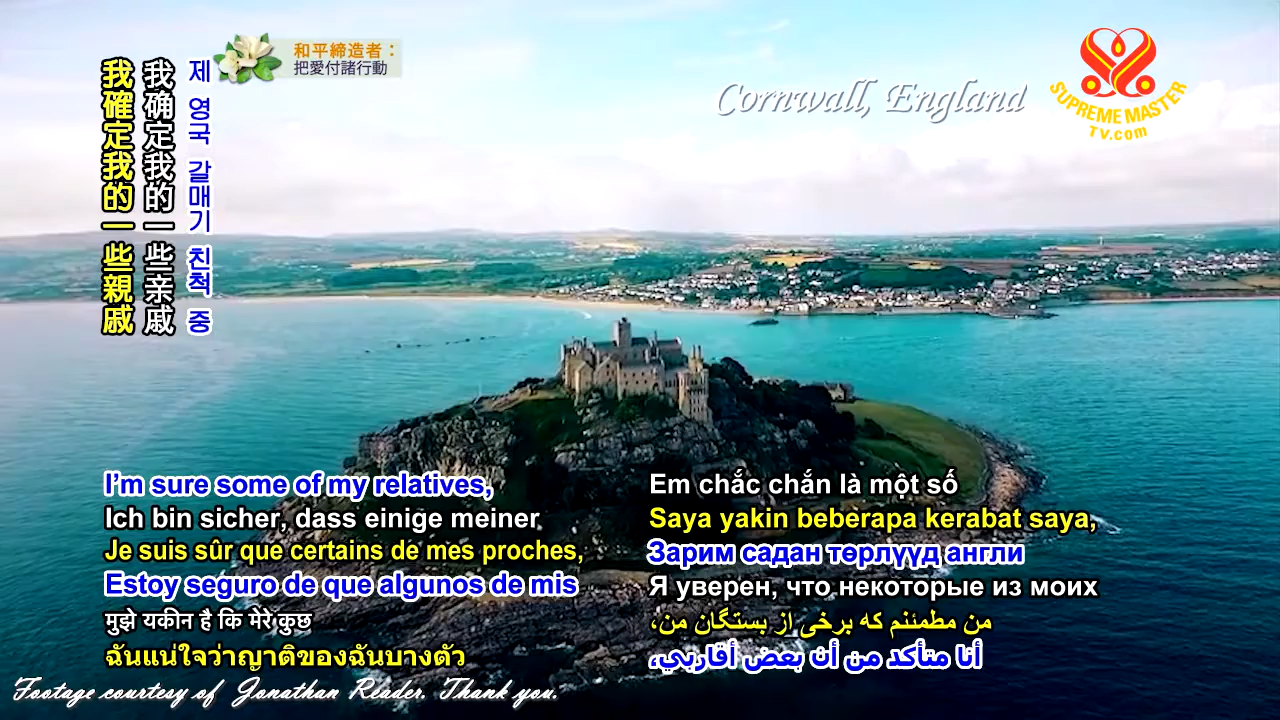 和平締造者：
把愛付諸行動
Cornwall, England
SUPREME MASTER
TV.com
제 영국 갈매기 친척 중
我确定我的一些亲戚
我確定我的一些親戚
I'm sure some of my relatives,
Ich bin sicher, dass einige meiner
Je suis sûr que certains de mes proches,
Estoy seguro de que algunos de mis
मुझे यकीन है कि मेरे कुछ
ฉันแน่ใจว่าญาติของฉันบางตัว
Em chắc chắn là một số
Saya yakin beberapa kerabat saya,
Зарим садан төрлүүд англи
Я уверен, что некоторые из моих
من مطمئنم که برخی از بستگان من،
أنا متأكد من أن بعض أقاربي،
Footage courtesy of Jonathan Reader. Thank you.